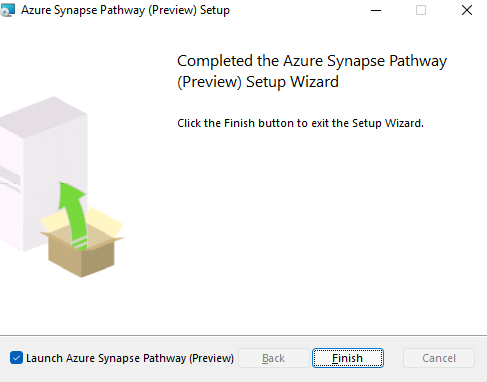 Azure Synapse Pathway (Preview) Setup
Completed the Azure Synapse Pathway
(Preview) Setup Wizard
Click the Finish button to exit the Setup Wizard.
Launch Azure Synapse Pathway (Preview) Back Finish Cancel